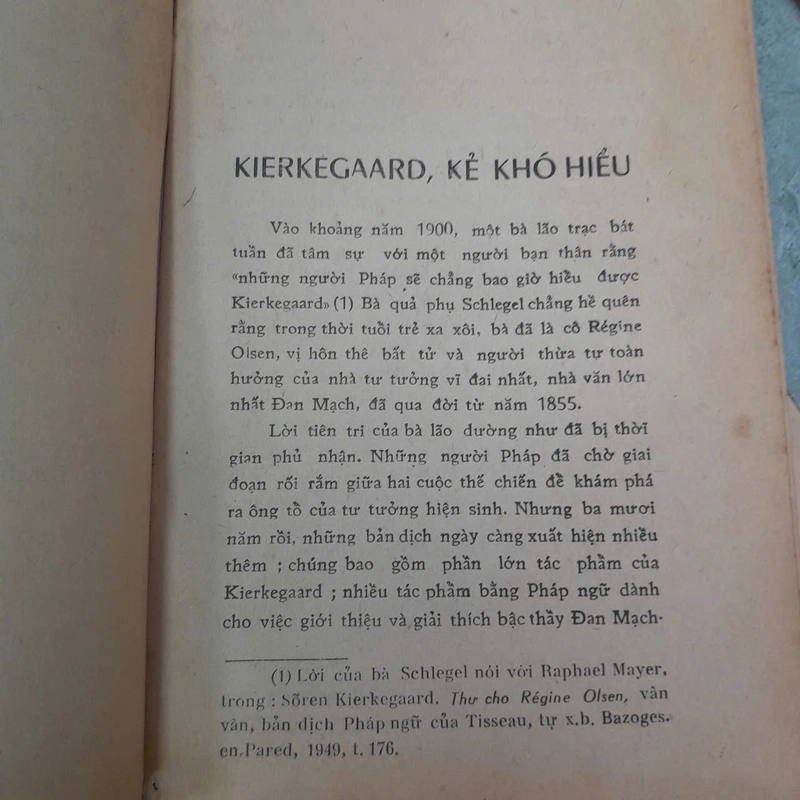 KIERKEGAARD, KẺ KHÓ HIỂU
Vào khoảng năm 1900, một bà lão trạc bát
tuần đã tâm sự với một người bạn thân rằng
«những người Pháp sẽ chẳng bao giờ hiểu được
Kierkegaard» (1) Bà quả phụ Schlegel chẳng hề quên
rằng trong thời tuổi trẻ xa xôi, bà đã là cô Régine
Olsen, vị hôn thê bất tử và người thừa tự toàn
hưởng của nhà tư tưởng vĩ đai nhất, nhà văn lớn
nhất Đan Mạch, đã qua đời từ năm 1855.
Lời tiên tri của bà lão dường như đã bị thời
gian phủ nhận. Những người Pháp đã chờ giai
đoạn rối rắm giữa hai cuộc thế chiến để khám phá
ra ông tổ của tư tưởng hiện sinh. Nhưng ba mươi
năm rồi, những bản dịch ngày càng xuất hiện nhiều
thêm ; chúng bao gồm phần lớn tác phẩm của
Kierkegaard ; nhiều tác phẩm bằng Pháp ngữ dành
cho việc giới thiệu và giải thích bậc thầy Đan Mạch.
(1) Lời của bà Schlegel nói với Raphael Mayer,
trong : Sõren Kierkegaard. Thư cho Régine Olsen, vân
vân, bản dịch Pháp ngữ của Tisseau, tự x.b. Bazoges.
en.Pared, 1949, t. 176.